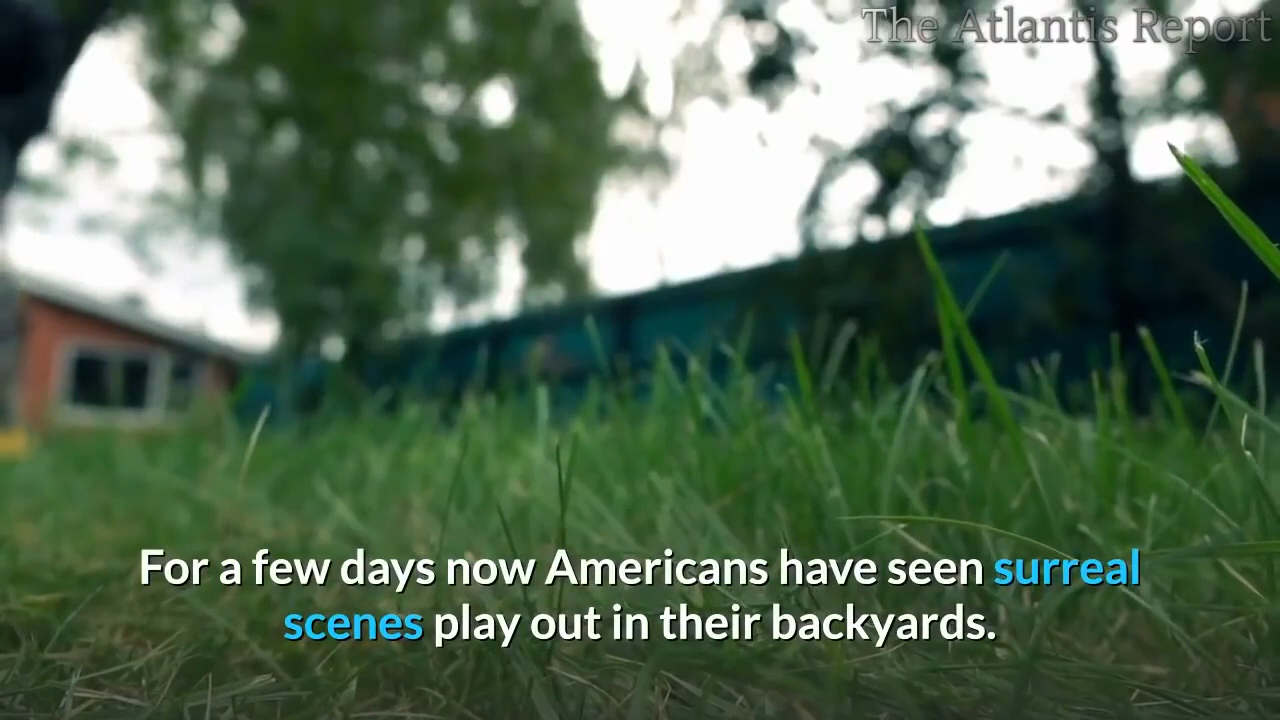 The Atlantis Report
For a few days now Americans have seen surreal
scenes play out in their backyards.